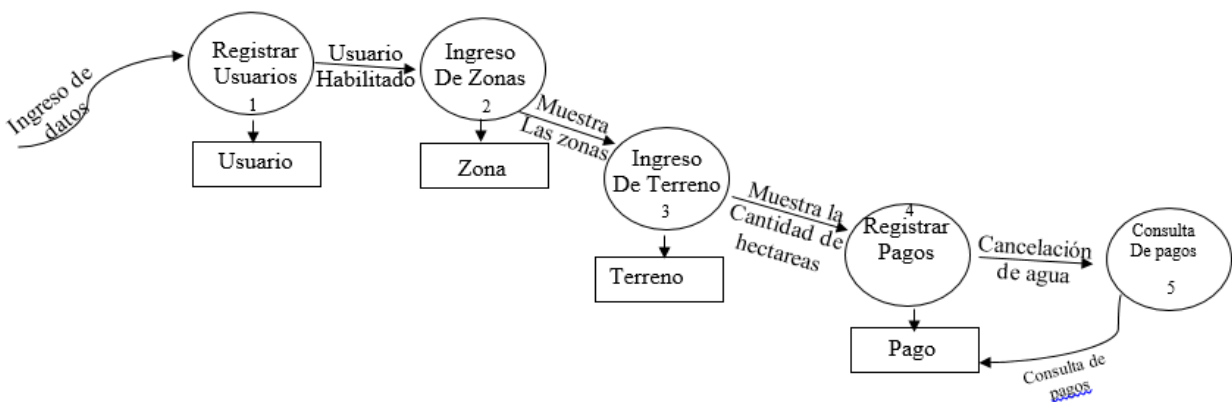 Ingreso de
datos
Registrar
Usuarios
1
Usuario
Usuario
Habilitado
Ingreso
De Zonas
2
Zona
Muestra
Las zonas
Ingreso
De Terreno
3
Terreno
Muestra la
Cantidad de
hectareas
4
Registrar
Pagos
Pago
Cancelación
de agua
Consulta
De pagos
5
Consulta de
pagos